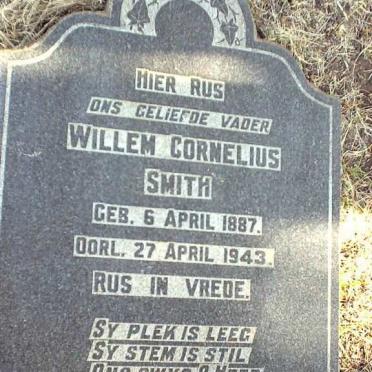 HIER RUS
ONS GELIEFDE VADER
WILLEM CORNELIUS
SMITH
GEB. 6 APRIL 1887.
OORL. 27 APRIL 1943.
RUS IN VREDE.
SY PLEK IS LEEG
SY STEM IS STIL